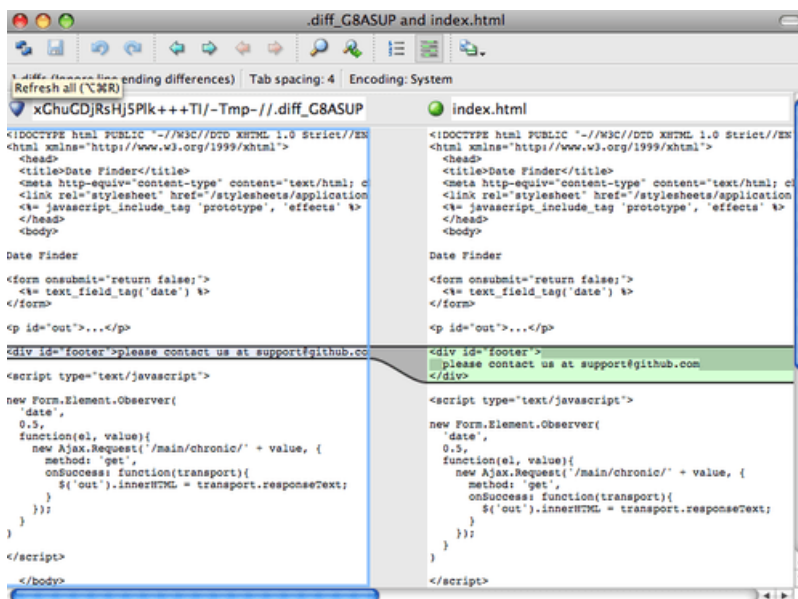 .diff_G8ASUP and index.html
1 diffs (Ignore line ending differences) Tab spacing: 4 Encoding: System
Refresh all (⌥⌘R)
xGhuGDjRsHj5Plk+++TI/-Tmp-//.diff_G8ASUP
<!DOCTYPE html PUBLIC "-//W3C//DTD XHTML 1.0 Strict//EN
<html xmlns="http://www.w3.org/1999/xhtml">
<head>
<title>Date Finder</title>
<meta http-equiv="content-type" content="text/html; c
<link rel="stylesheet" href="/stylesheets/application
<%= javascript_include_tag 'prototype', 'effects' %>
</head>
<body>
Date Finder
<form onsubmit="return false;">
<%= text_field_tag('date') %>
</form>
<p id="out">...</p>
<div id="footer">please contact us at support@github.co
<script type="text/javascript">
new Form.Element.Observer(
'date',
0.5,
function(el, value){
new Ajax.Request('/main/chronic/' + value, {
method: 'get',
onSuccess: function(transport){
$('out').innerHTML = transport.responseText;
}
});
}
)
</script>
</body>
index.html
<!DOCTYPE html PUBLIC "-//W3C//DTD XHTML 1.0 Strict//EN
<html xmlns="http://www.w3.org/1999/xhtml">
<head>
<title>Date Finder</title>
<meta http-equiv="content-type" content="text/html; cl
<link rel="stylesheet" href="/stylesheets/application
<%= javascript_include_tag 'prototype', 'effects' %>
</head>
<body>
Date Finder
<form onsubmit="return false;">
<%= text_field_tag('date') %>
</form>
<p id="out">...</p>
<div id="footer">
please contact us at support@github.com
</div>
<script type="text/javascript">
new Form.Element.Observer(
'date',
0.5,
function(el, value){
new Ajax.Request('/main/chronic/' + value, {
method: 'get',
onSuccess: function(transport){
$('out').innerHTML = transport.responseText;
}
});
}
)
</script>